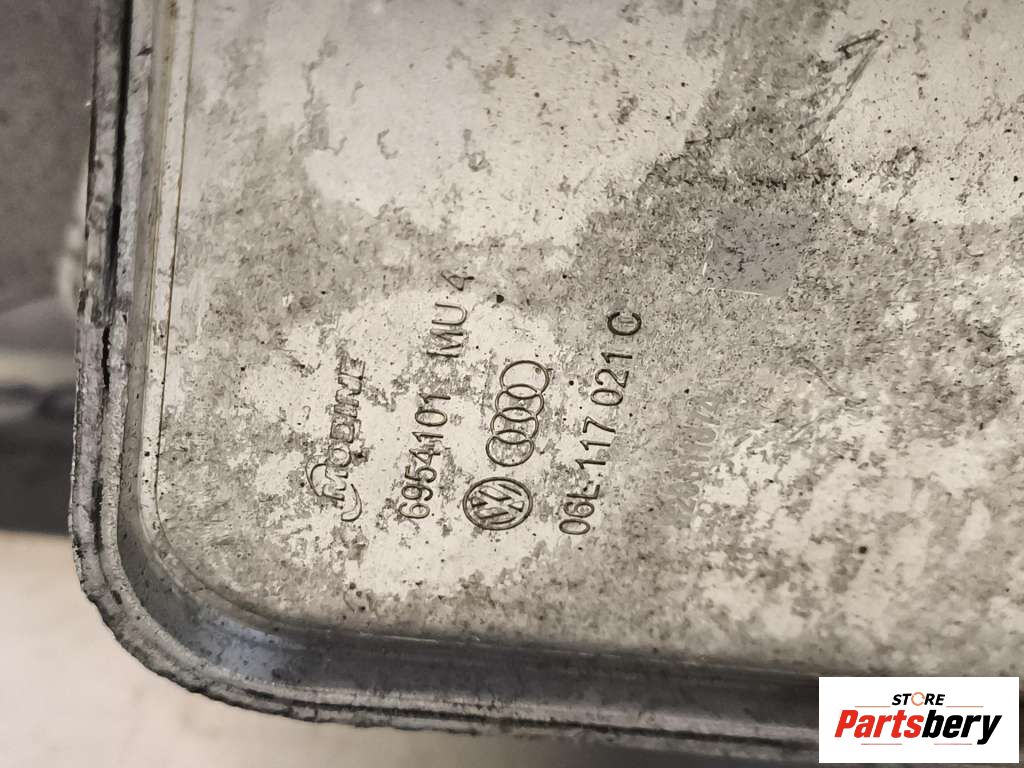 MODINE
6954101 MU 4
06L 117 021 C
STORE
Partsbery